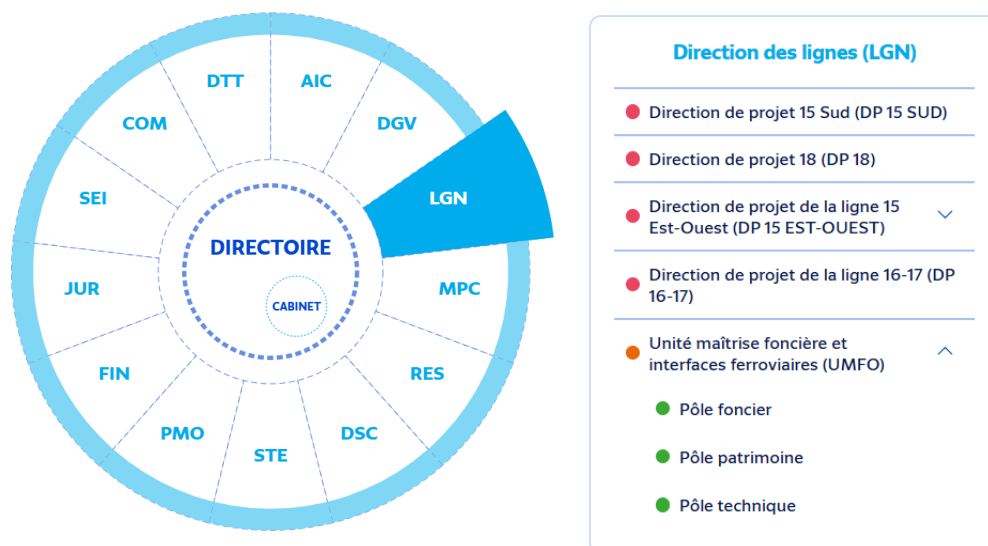 DTT
AIC
COM
DGV
SEI
LGN
DIRECTOIRE
CABINET
JUR
MPC
FIN
RES
PMO
DSC
STE
Direction des lignes (LGN)
Direction de projet 15 Sud (DP 15 SUD)
Direction de projet 18 (DP 18)
Direction de projet de la ligne 15
Est-Ouest (DP 15 EST-OUEST)
Direction de projet de la ligne 16-17 (DP
16-17)
Unité maîtrise foncière et
interfaces ferroviaires (UMFO)
Pôle foncier
Pôle patrimoine
Pôle technique